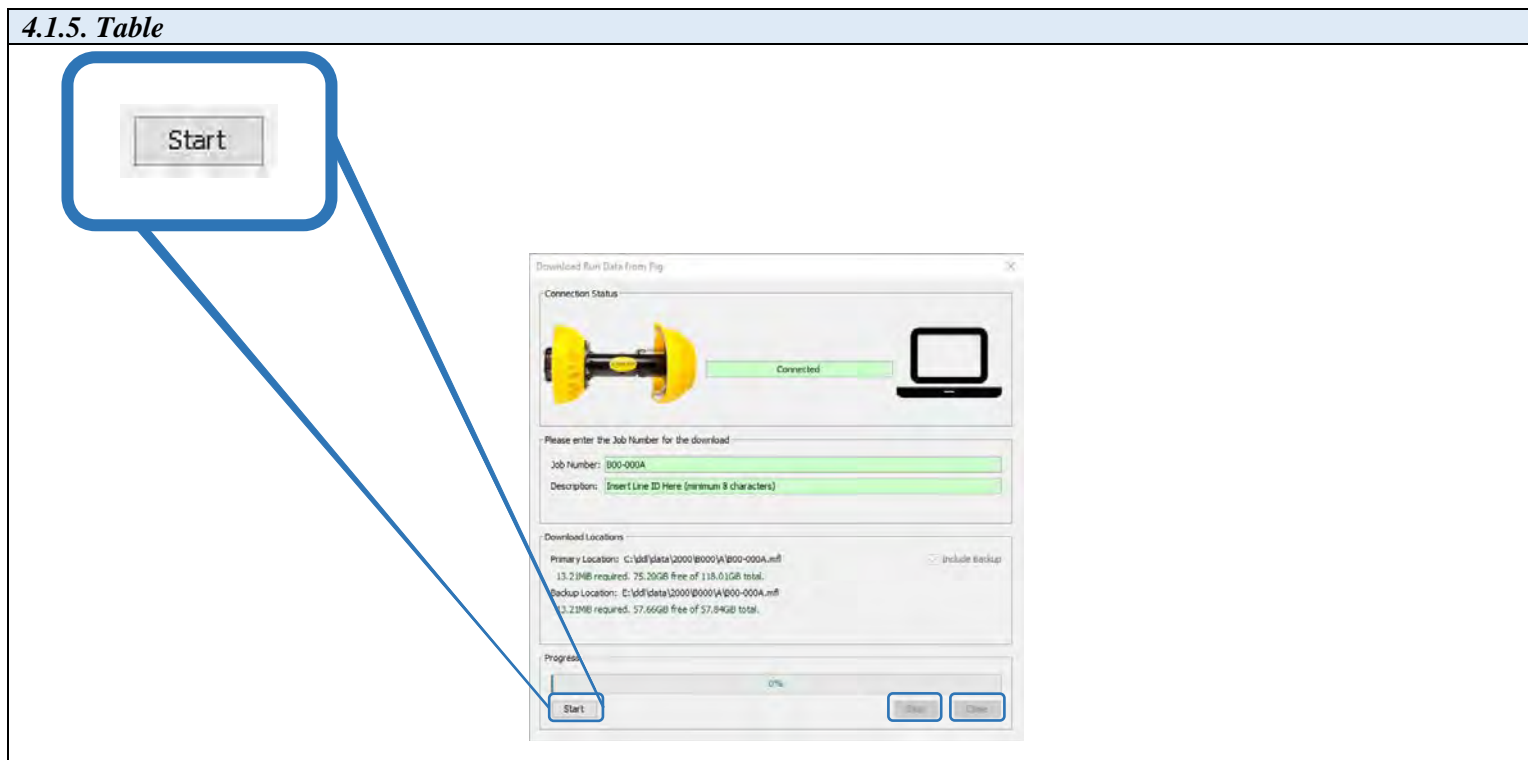 4.1.5. Table
Start
Download Run Data from Pig
Connection Status
Connected
Please enter the Job Number for the download
Job Number: B00-000A
Description: Insert Line ID Here (minimum 8 characters)
Download Locations
Primary Location: C:\ddl\data\2000\B000\A\B00-000A.mfl
Include Backup
13.21MB required. 75.20GB free of 118.01GB total.
Backup Location: E:\ddl\data\2000\B000\A\B00-000A.mfl
13.21MB required. 57.66GB free of 57.84GB total.
Progress
0%
Start
Stop
Close